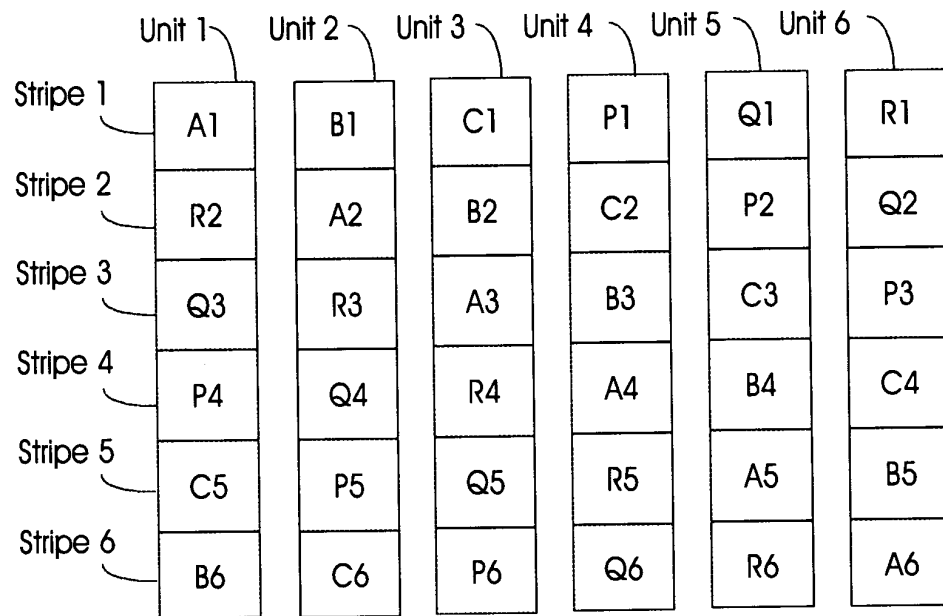 Unit 1 Unit 2 Unit 3 Unit 4 Unit 5 Unit 6
Stripe 1 A1 B1 C1 P1 Q1 R1
Stripe 2 R2 A2 B2 C2 P2 Q2
Stripe 3 Q3 R3 A3 B3 C3 P3
Stripe 4 P4 Q4 R4 A4 B4 C4
Stripe 5 C5 P5 Q5 R5 A5 B5
Stripe 6 B6 C6 P6 Q6 R6 A6